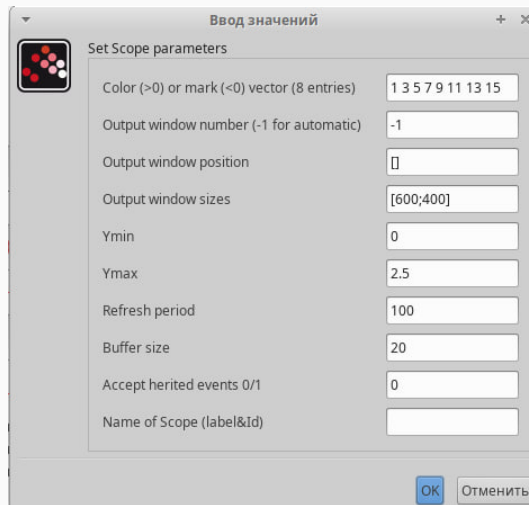 Ввод значений
Set Scope parameters
Color (>0) or mark (<0) vector (8 entries) 1 3 5 7 9 11 13 15
Output window number (-1 for automatic) -1
Output window position []
Output window sizes [600;400]
Ymin 0
Ymax 2.5
Refresh period 100
Buffer size 20
Accept herited events 0/1 0
Name of Scope (label&Id)
OK Отменить